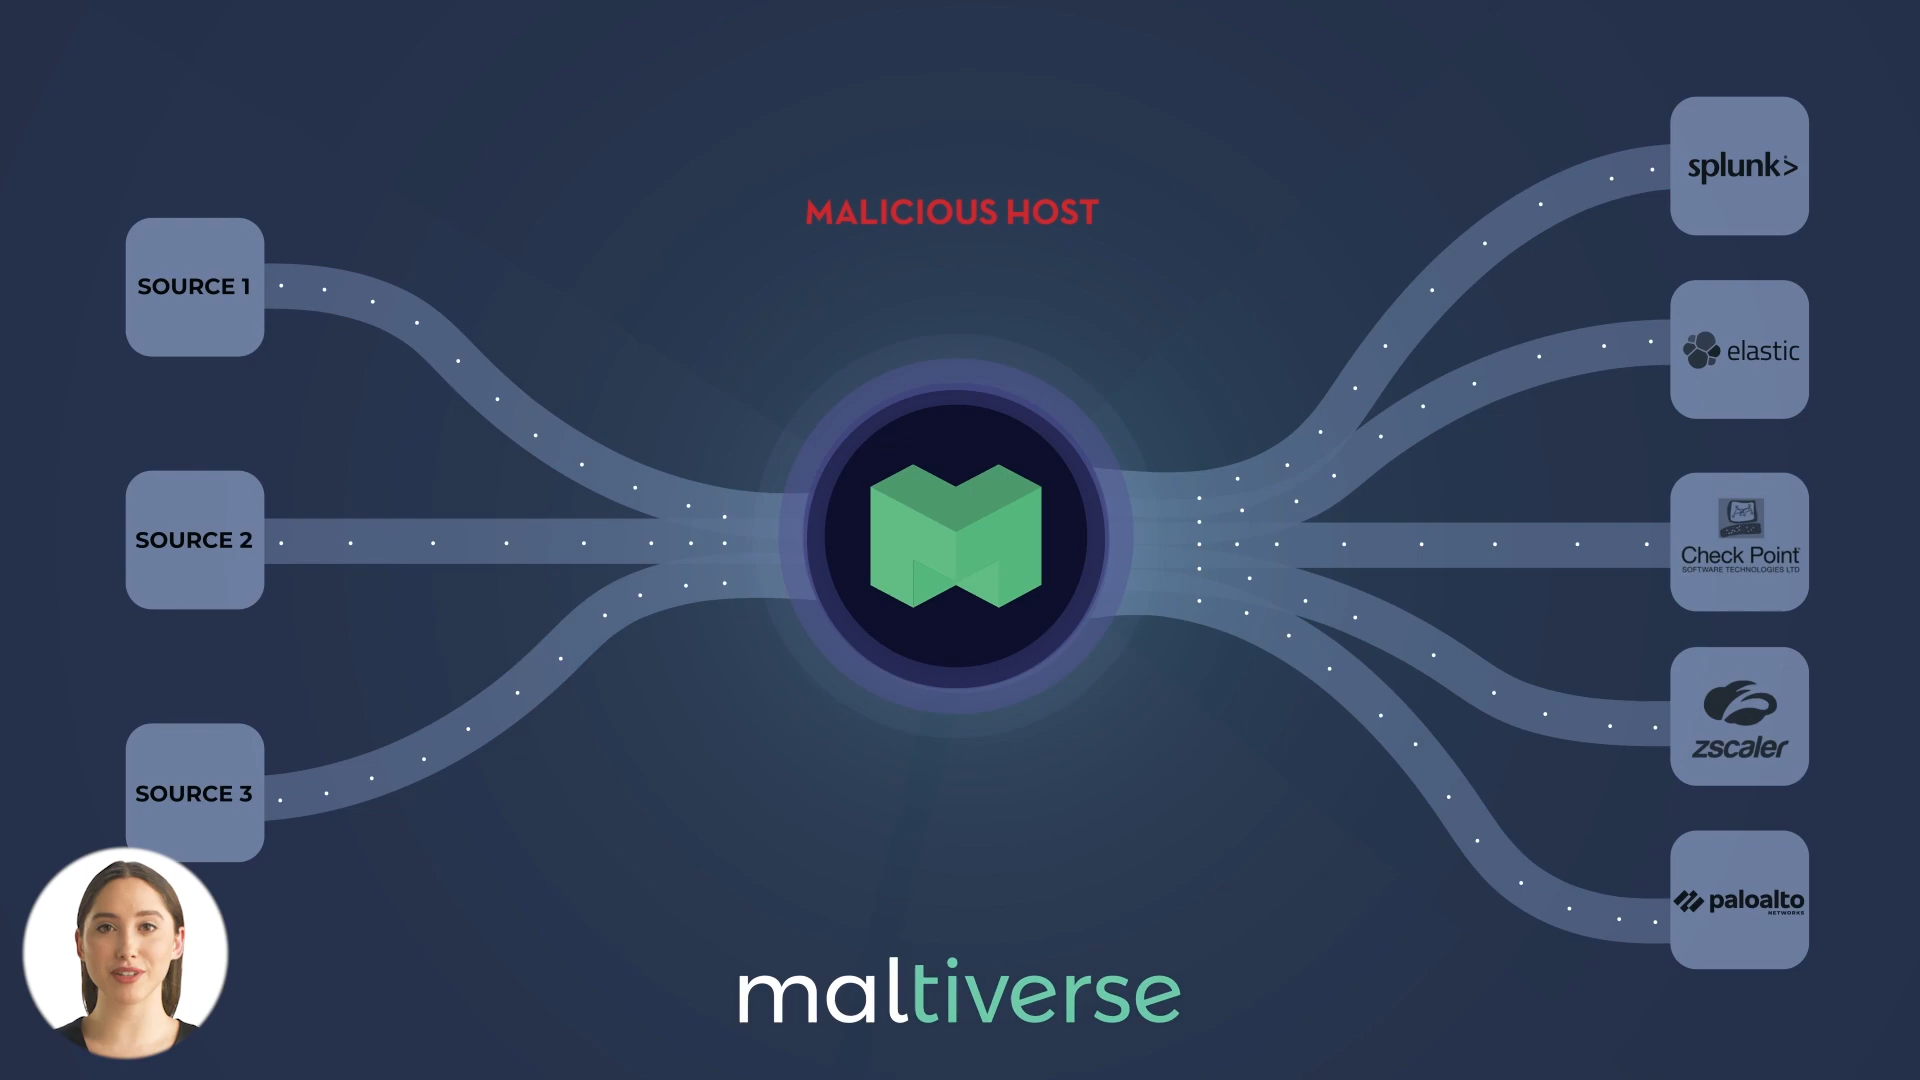 MALICIOUS HOST
SOURCE 1
SOURCE 2
SOURCE 3
splunk>
elastic
Check Point
SOFTWARE TECHNOLOGIES LTD
zscaler
paloalto
NETWORKS
maltiverse